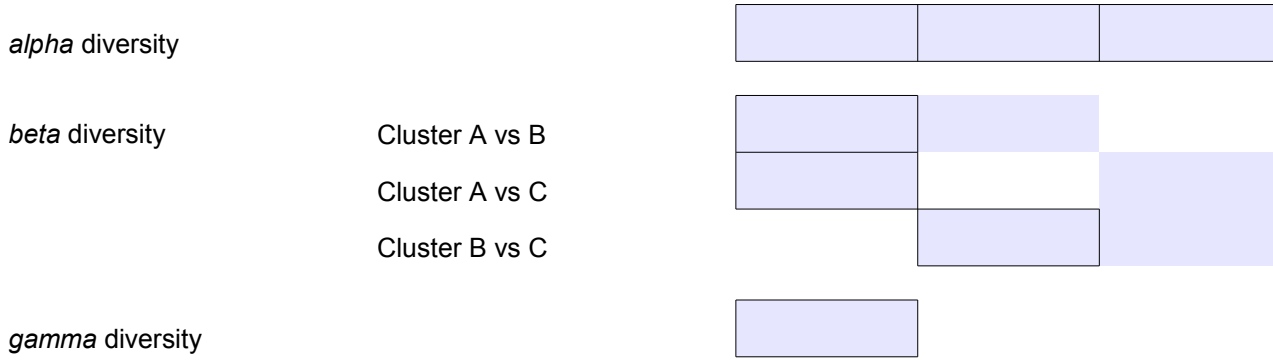 alpha diversity
beta diversity Cluster A vs B
Cluster A vs C
Cluster B vs C
gamma diversity